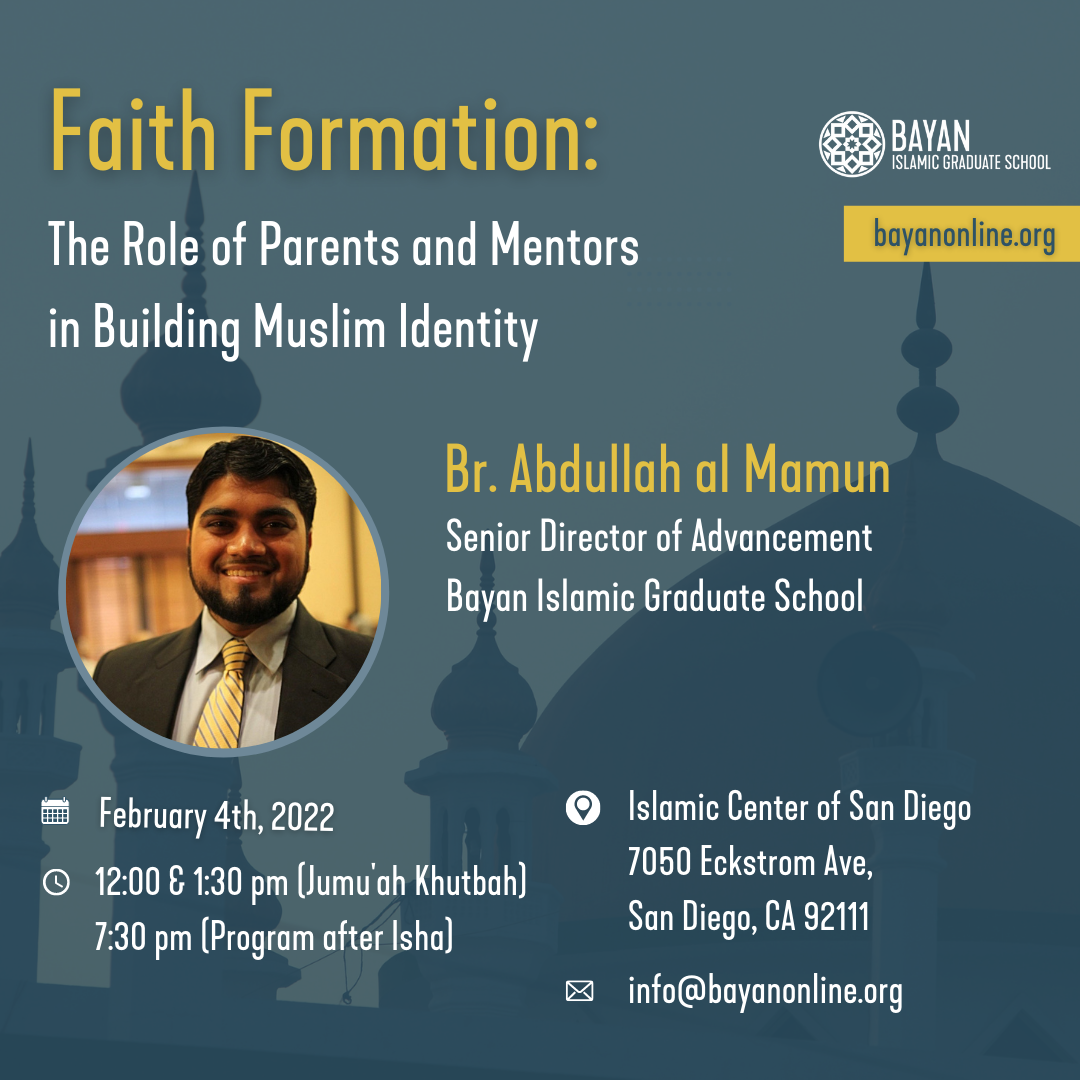 Faith Formation:
BAYAN
ISLAMIC GRADUATE SCHOOL
bayanonline.org
The Role of Parents and Mentors
in Building Muslim Identity
Br. Abdullah al Mamun
Senior Director of Advancement
Bayan Islamic Graduate School
February 4th, 2022
12:00 & 1:30 pm (Jumu'ah Khutbah)
7:30 pm (Program after Isha)
Islamic Center of San Diego
7050 Eckstrom Ave,
San Diego, CA 92111
info@bayanonline.org